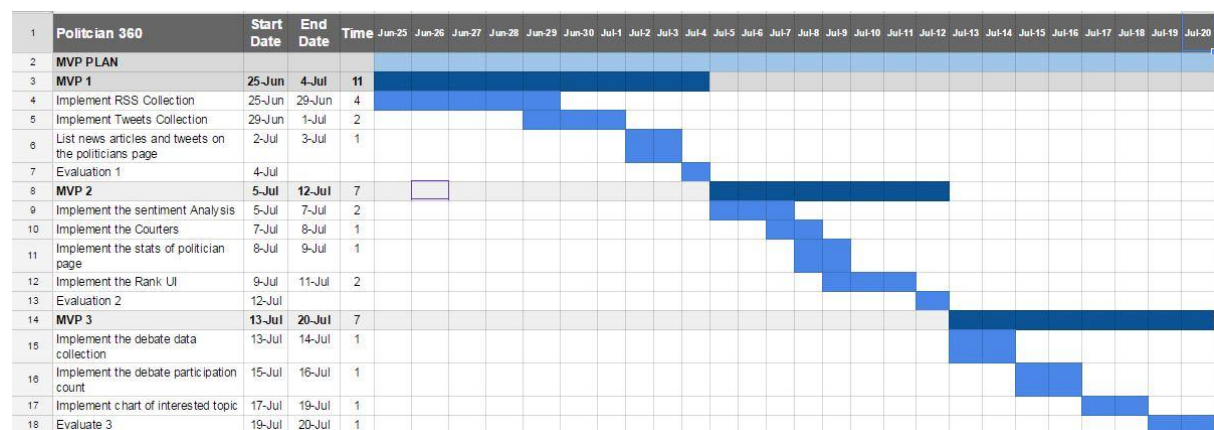 1 Politcian 360 Start Date End Date Time Jun-25 Jun-26 Jun-27 Jun-28 Jun-29 Jun-30 Jul-1 Jul-2 Jul-3 Jul-4 Jul-5 Jul-6 Jul-7 Jul-8 Jul-9 Jul-10 Jul-11 Jul-12 Jul-13 Jul-14 Jul-15 Jul-16 Jul-17 Jul-18 Jul-19 Jul-20
2 MVP PLAN
3 MVP 1 25-Jun 4-Jul 11
4 Implement RSS Collection 25-Jun 29-Jun 4
5 Implement Tweets Collection 29-Jun 1-Jul 2
6 List news articles and tweets on the politicians page 2-Jul 3-Jul 1
7 Evaluation 1 4-Jul
8 MVP 2 5-Jul 12-Jul 7
9 Implement the sentiment Analysis 5-Jul 7-Jul 2
10 Implement the Courters 7-Jul 8-Jul 1
11 Implement the stats of politician page 8-Jul 9-Jul 1
12 Implement the Rank UI 9-Jul 11-Jul 2
13 Evaluation 2 12-Jul
14 MVP 3 13-Jul 20-Jul 7
15 Implement the debate data collection 13-Jul 14-Jul 1
16 Implement the debate participation count 15-Jul 16-Jul 1
17 Implement chart of interested topic 17-Jul 19-Jul 1
18 Evaluate 3 19-Jul 20-Jul 1